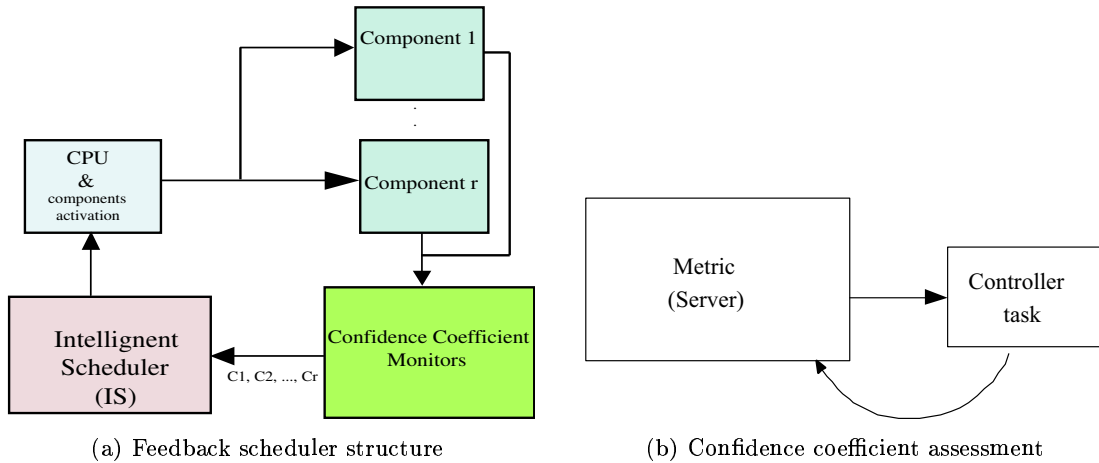 Component 1
.
.
CPU
&
components
activation
Component r
Intellignent
Scheduler
(IS)
Confidence Coefficient
Monitors
C1, C2, ..., Cr
(a) Feedback scheduler structure
Metric
(Server)
Controller
task
(b) Confidence coefficient assessment